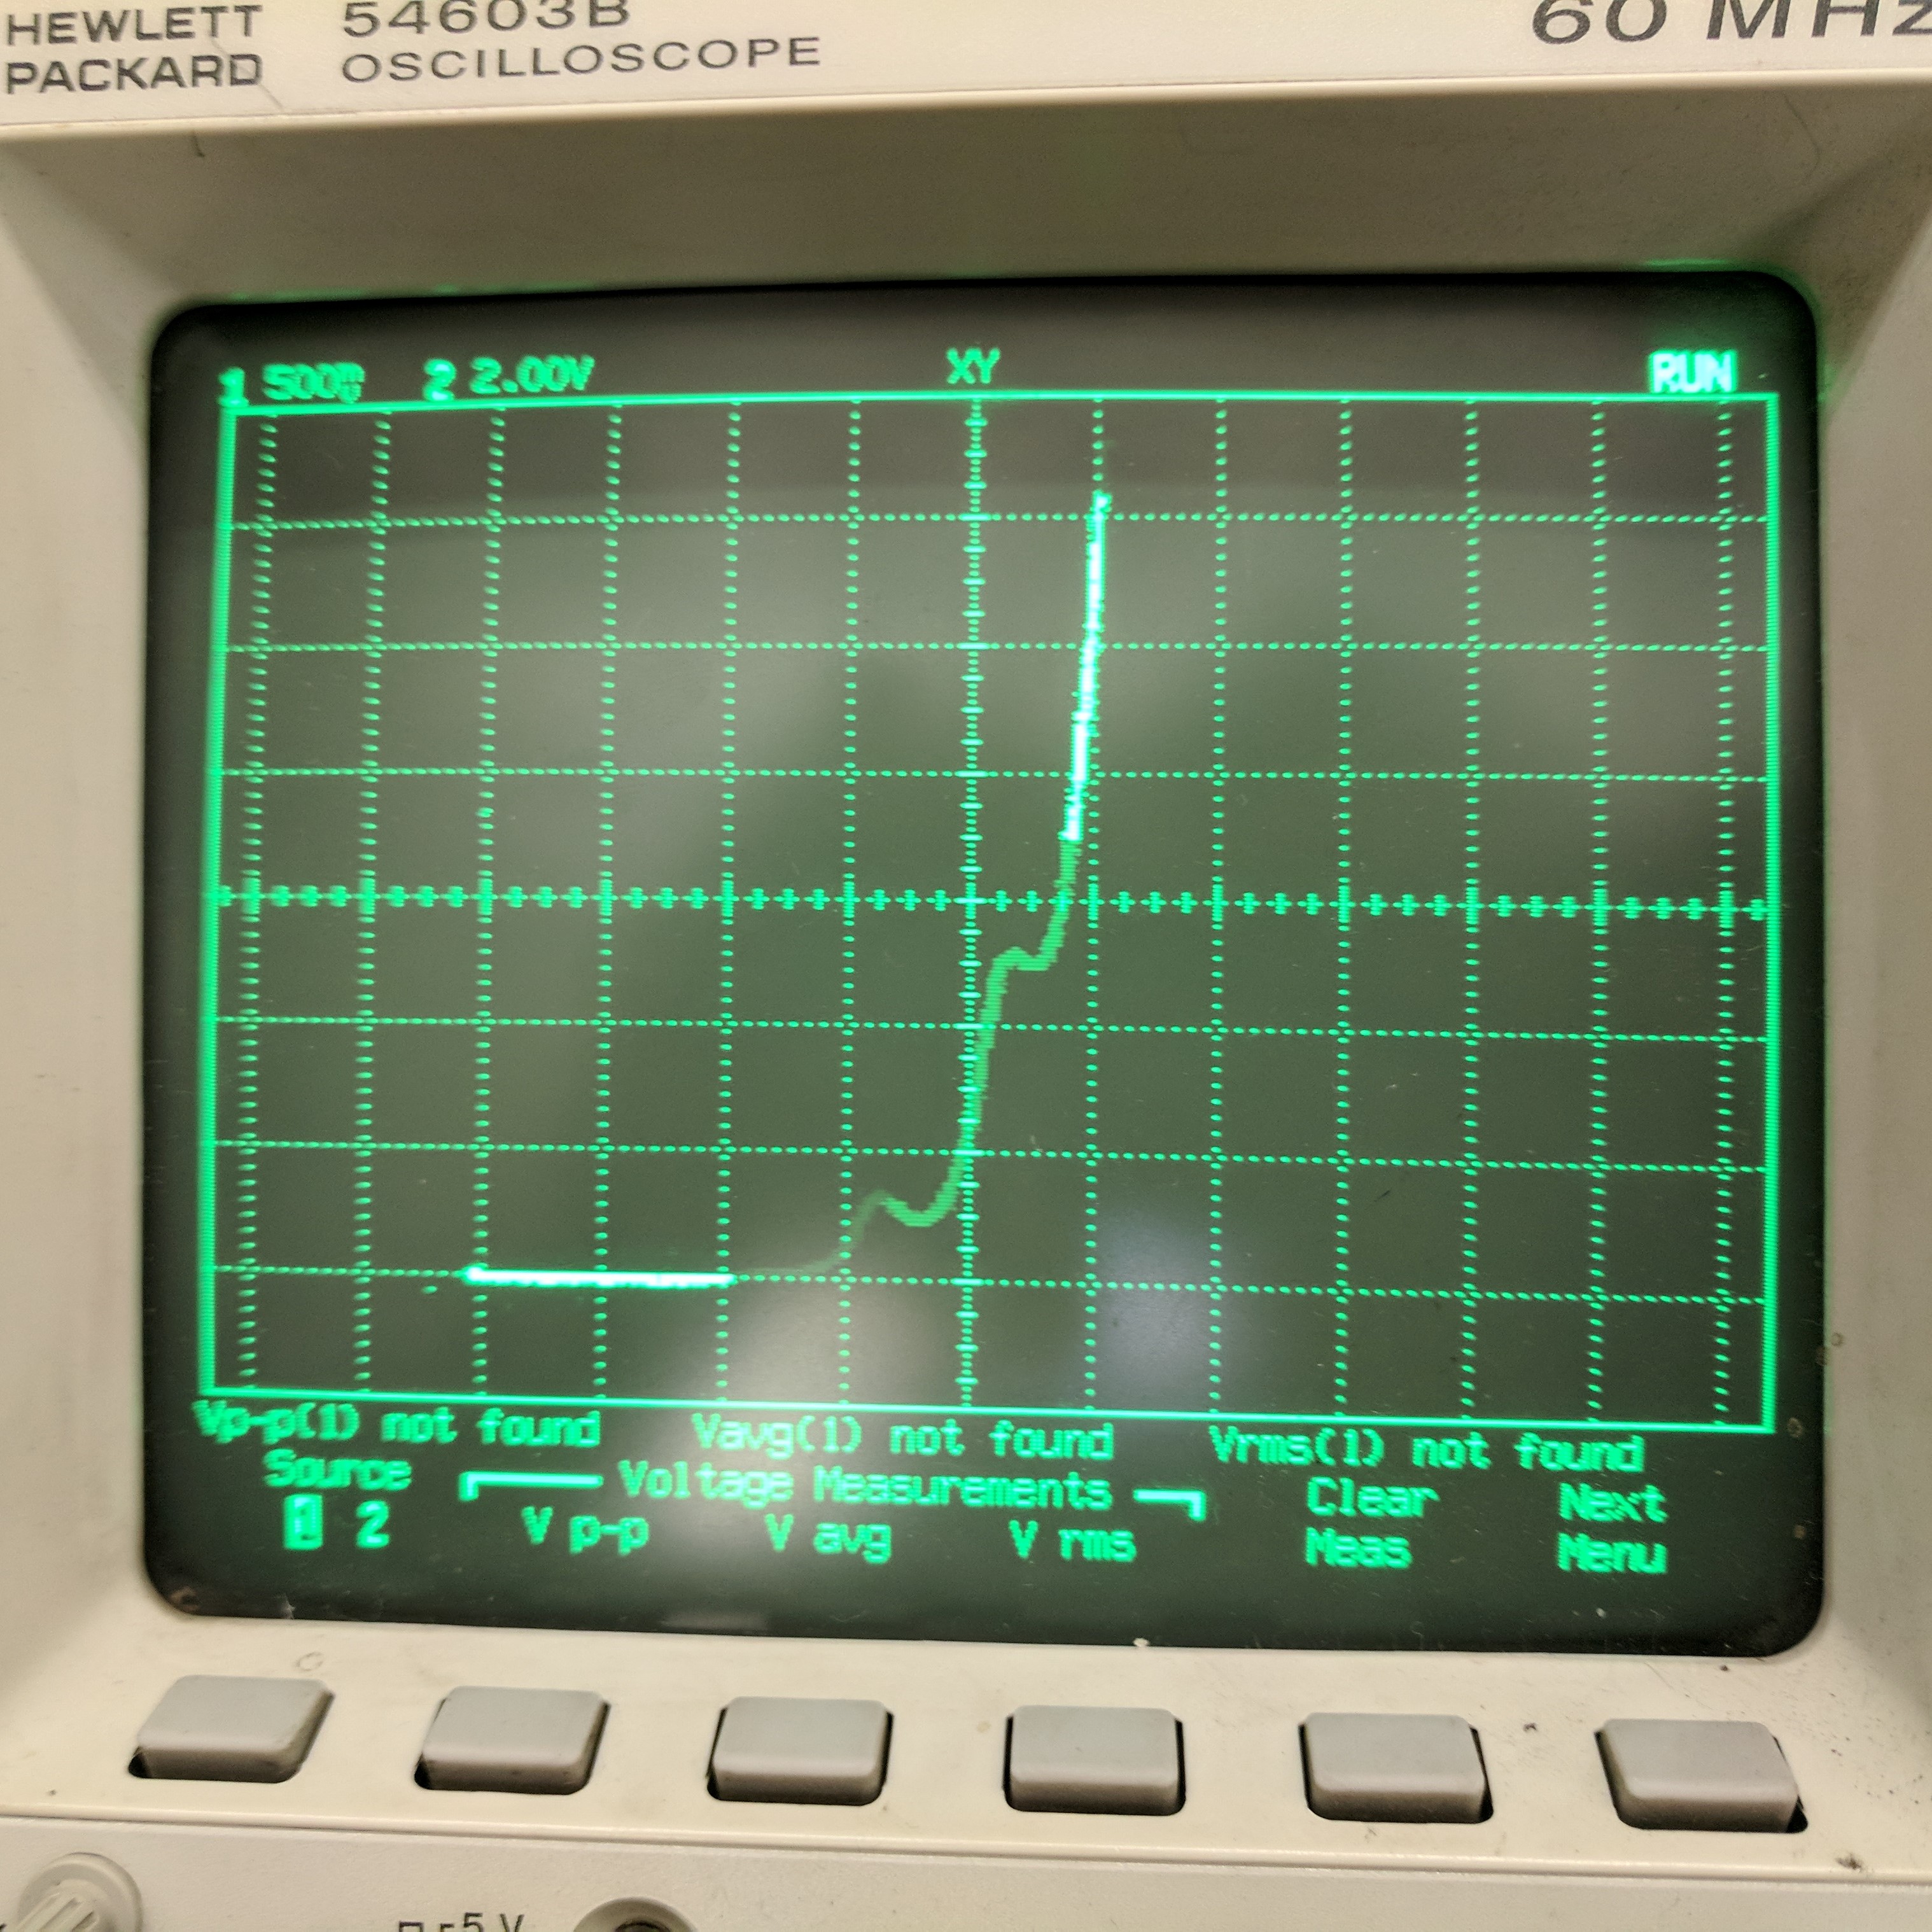 HEWLETT PACKARD
54603B
OSCILLOSCOPE
60 MHz
1 500mV 2 2.00V XY RUN
Vp-p(1) not found Vavg(1) not found Vrms(1) not found
Source Voltage Measurements Clear Meas Next Menu
1 2 V p-p V avg V rms
5 V